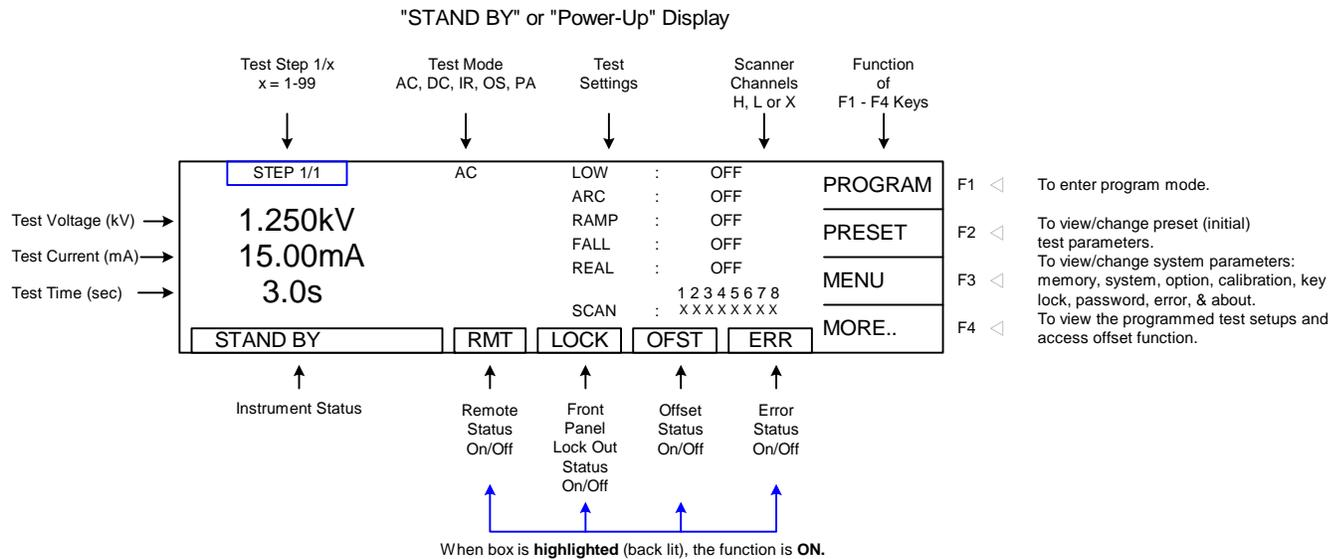 "STAND BY" or "Power-Up" Display
Test Step 1/x
x = 1-99
Test Mode
AC, DC, IR, OS, PA
Test
Settings
Scanner
Channels
H, L or X
Function
of
F1 - F4 Keys
Test Voltage (kV)
Test Current (mA)
Test Time (sec)
STEP 1/1
1.250kV
15.00mA
3.0s
AC
LOW : OFF
ARC : OFF
RAMP : OFF
FALL : OFF
REAL : OFF
1 2 3 4 5 6 7 8
SCAN : X X X X X X X X
STAND BY
RMT
LOCK
OFST
ERR
PROGRAM
PRESET
MENU
MORE..
F1
To enter program mode.
F2
To view/change preset (initial)
test parameters.
F3
To view/change system parameters:
memory, system, option, calibration, key
lock, password, error, & about.
F4
To view the programmed test setups and
access offset function.
Instrument Status
Remote
Status
On/Off
Front
Panel
Lock Out
Status
On/Off
Offset
Status
On/Off
Error
Status
On/Off
When box is highlighted (back lit), the function is ON.